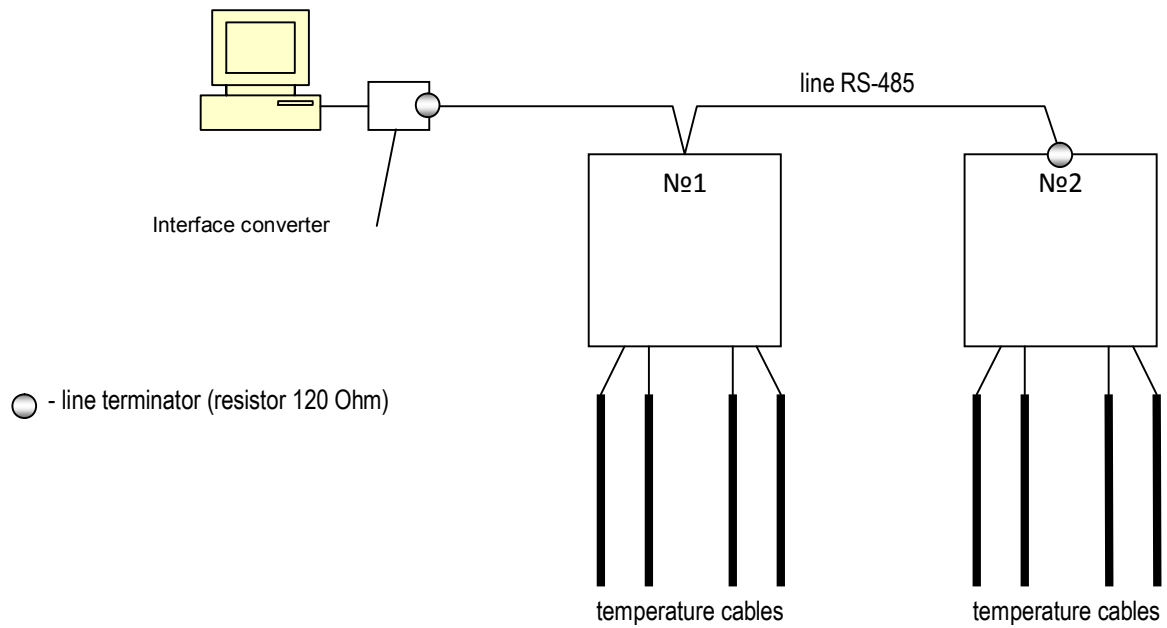 line RS-485
№1
№2
Interface converter
- line terminator (resistor 120 Ohm)
temperature cables
temperature cables